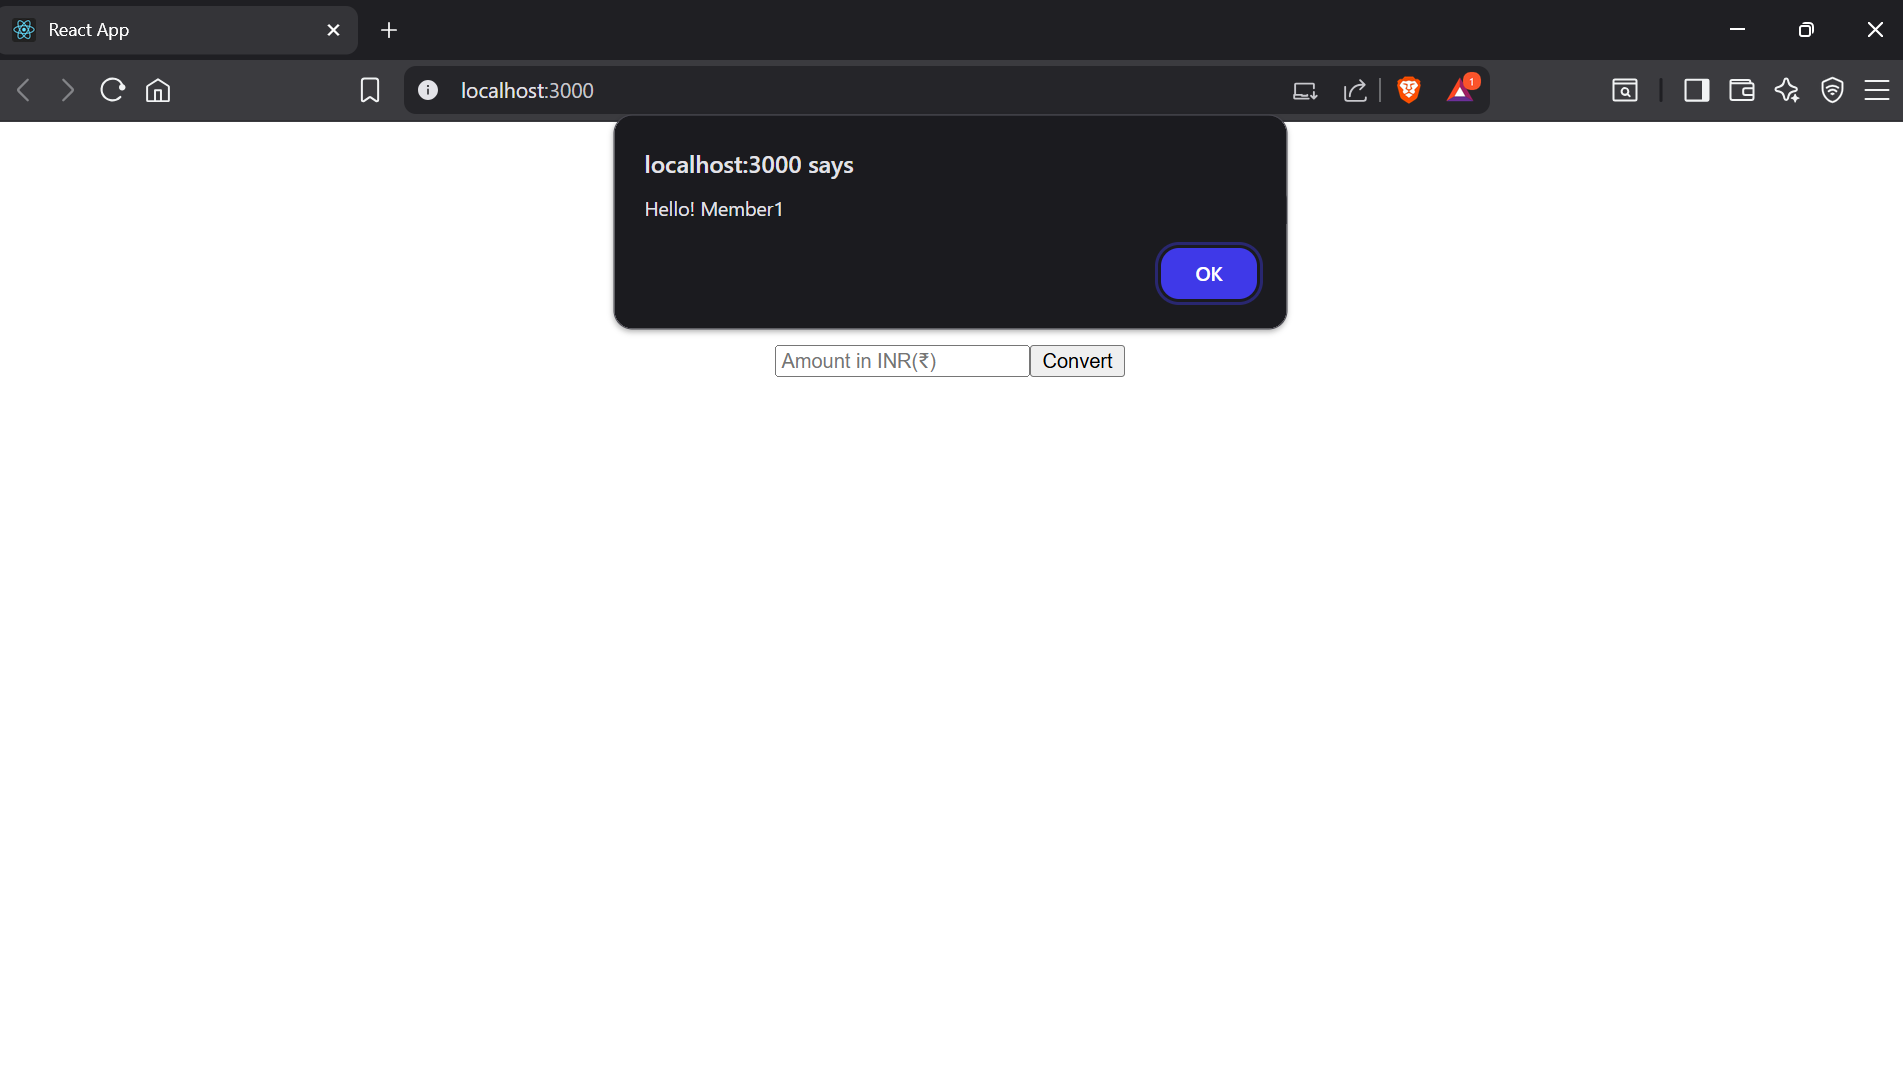 React App
localhost:3000
1
localhost:3000 says
Hello! Member1
OK
Amount in INR(₹)
Convert